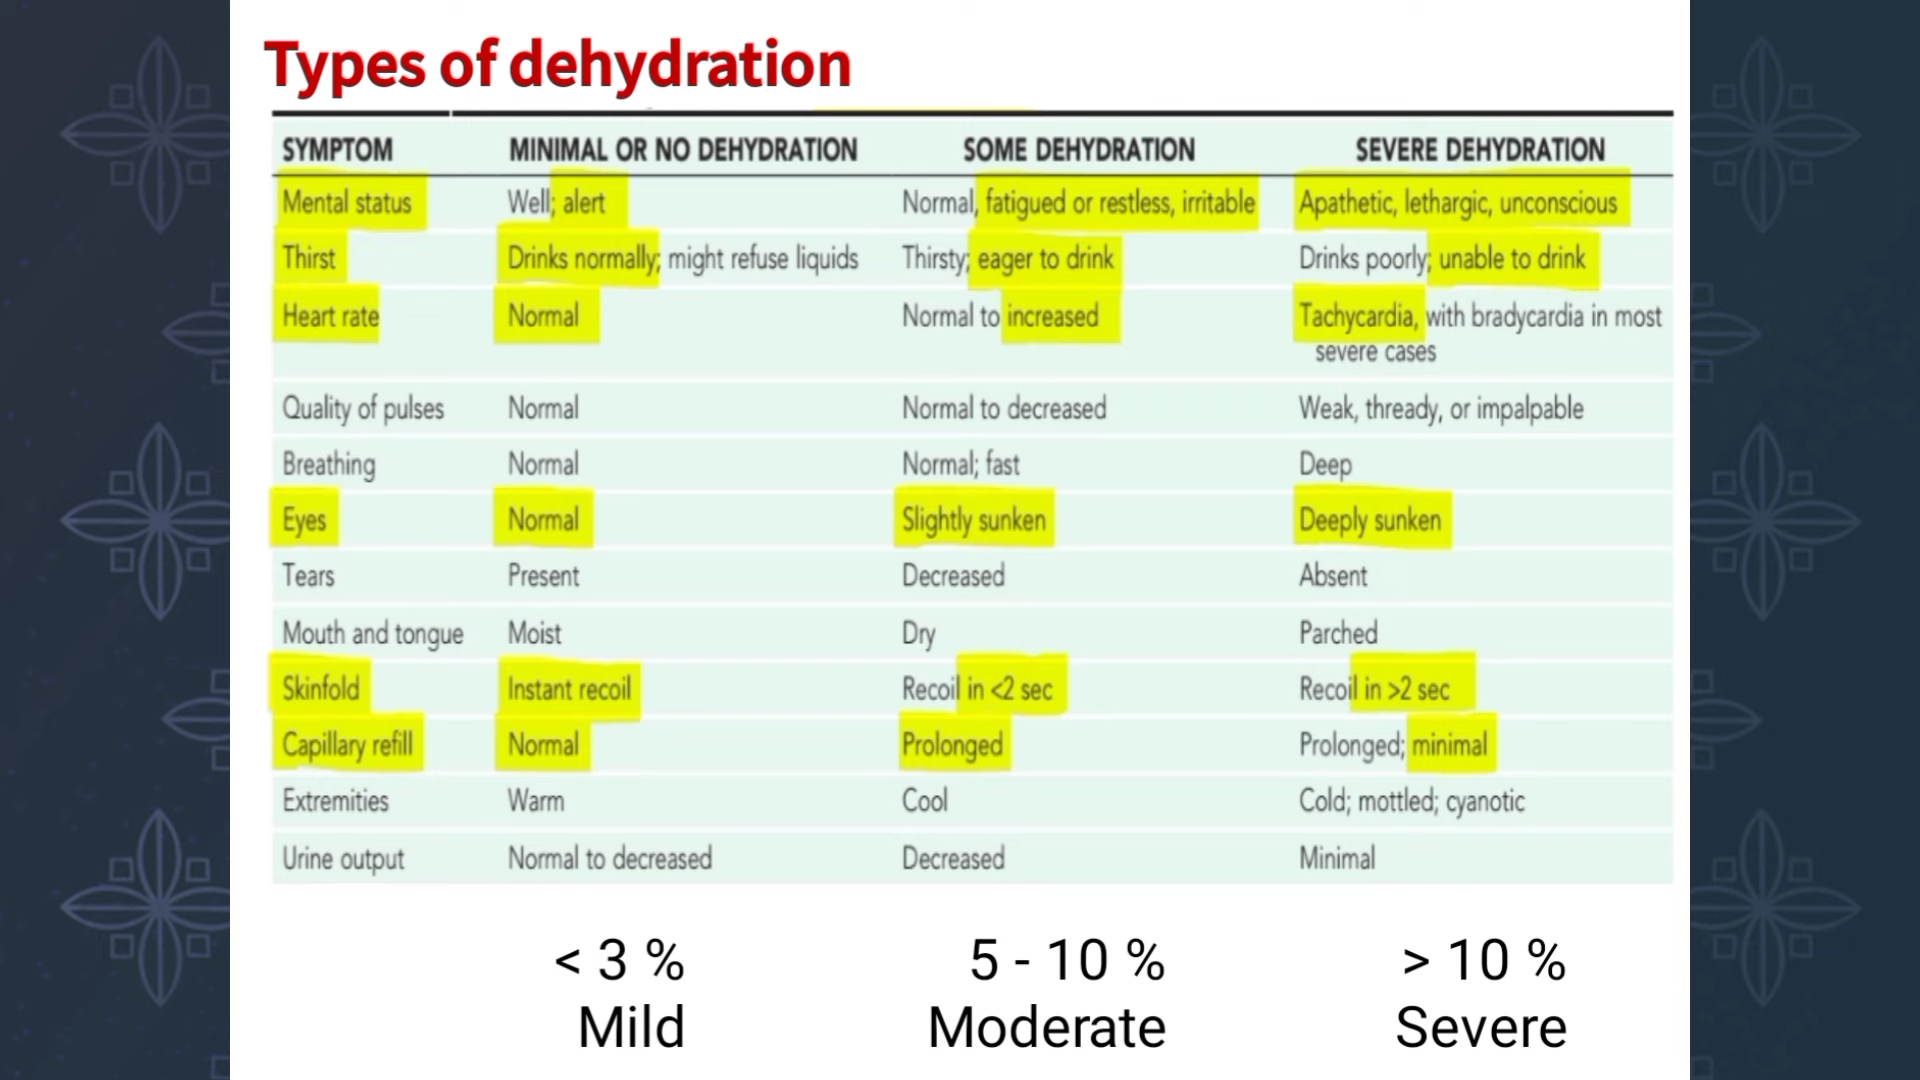 Types of dehydration
SYMPTOM MINIMAL OR NO DEHYDRATION SOME DEHYDRATION SEVERE DEHYDRATION
Mental status Well; alert Normal, fatigued or restless, irritable Apathetic, lethargic, unconscious
Thirst Drinks normally; might refuse liquids Thirsty; eager to drink Drinks poorly; unable to drink
Heart rate Normal Normal to increased Tachycardia, with bradycardia in most
severe cases
Quality of pulses Normal Normal to decreased Weak, thready, or impalpable
Breathing Normal Normal; fast Deep
Eyes Normal Slightly sunken Deeply sunken
Tears Present Decreased Absent
Mouth and tongue Moist Dry Parched
Skinfold Instant recoil Recoil in <2 sec Recoil in >2 sec
Capillary refill Normal Prolonged Prolonged; minimal
Extremities Warm Cool Cold; mottled; cyanotic
Urine output Normal to decreased Decreased Minimal
< 3 % 5 - 10 % > 10 %
Mild Moderate Severe